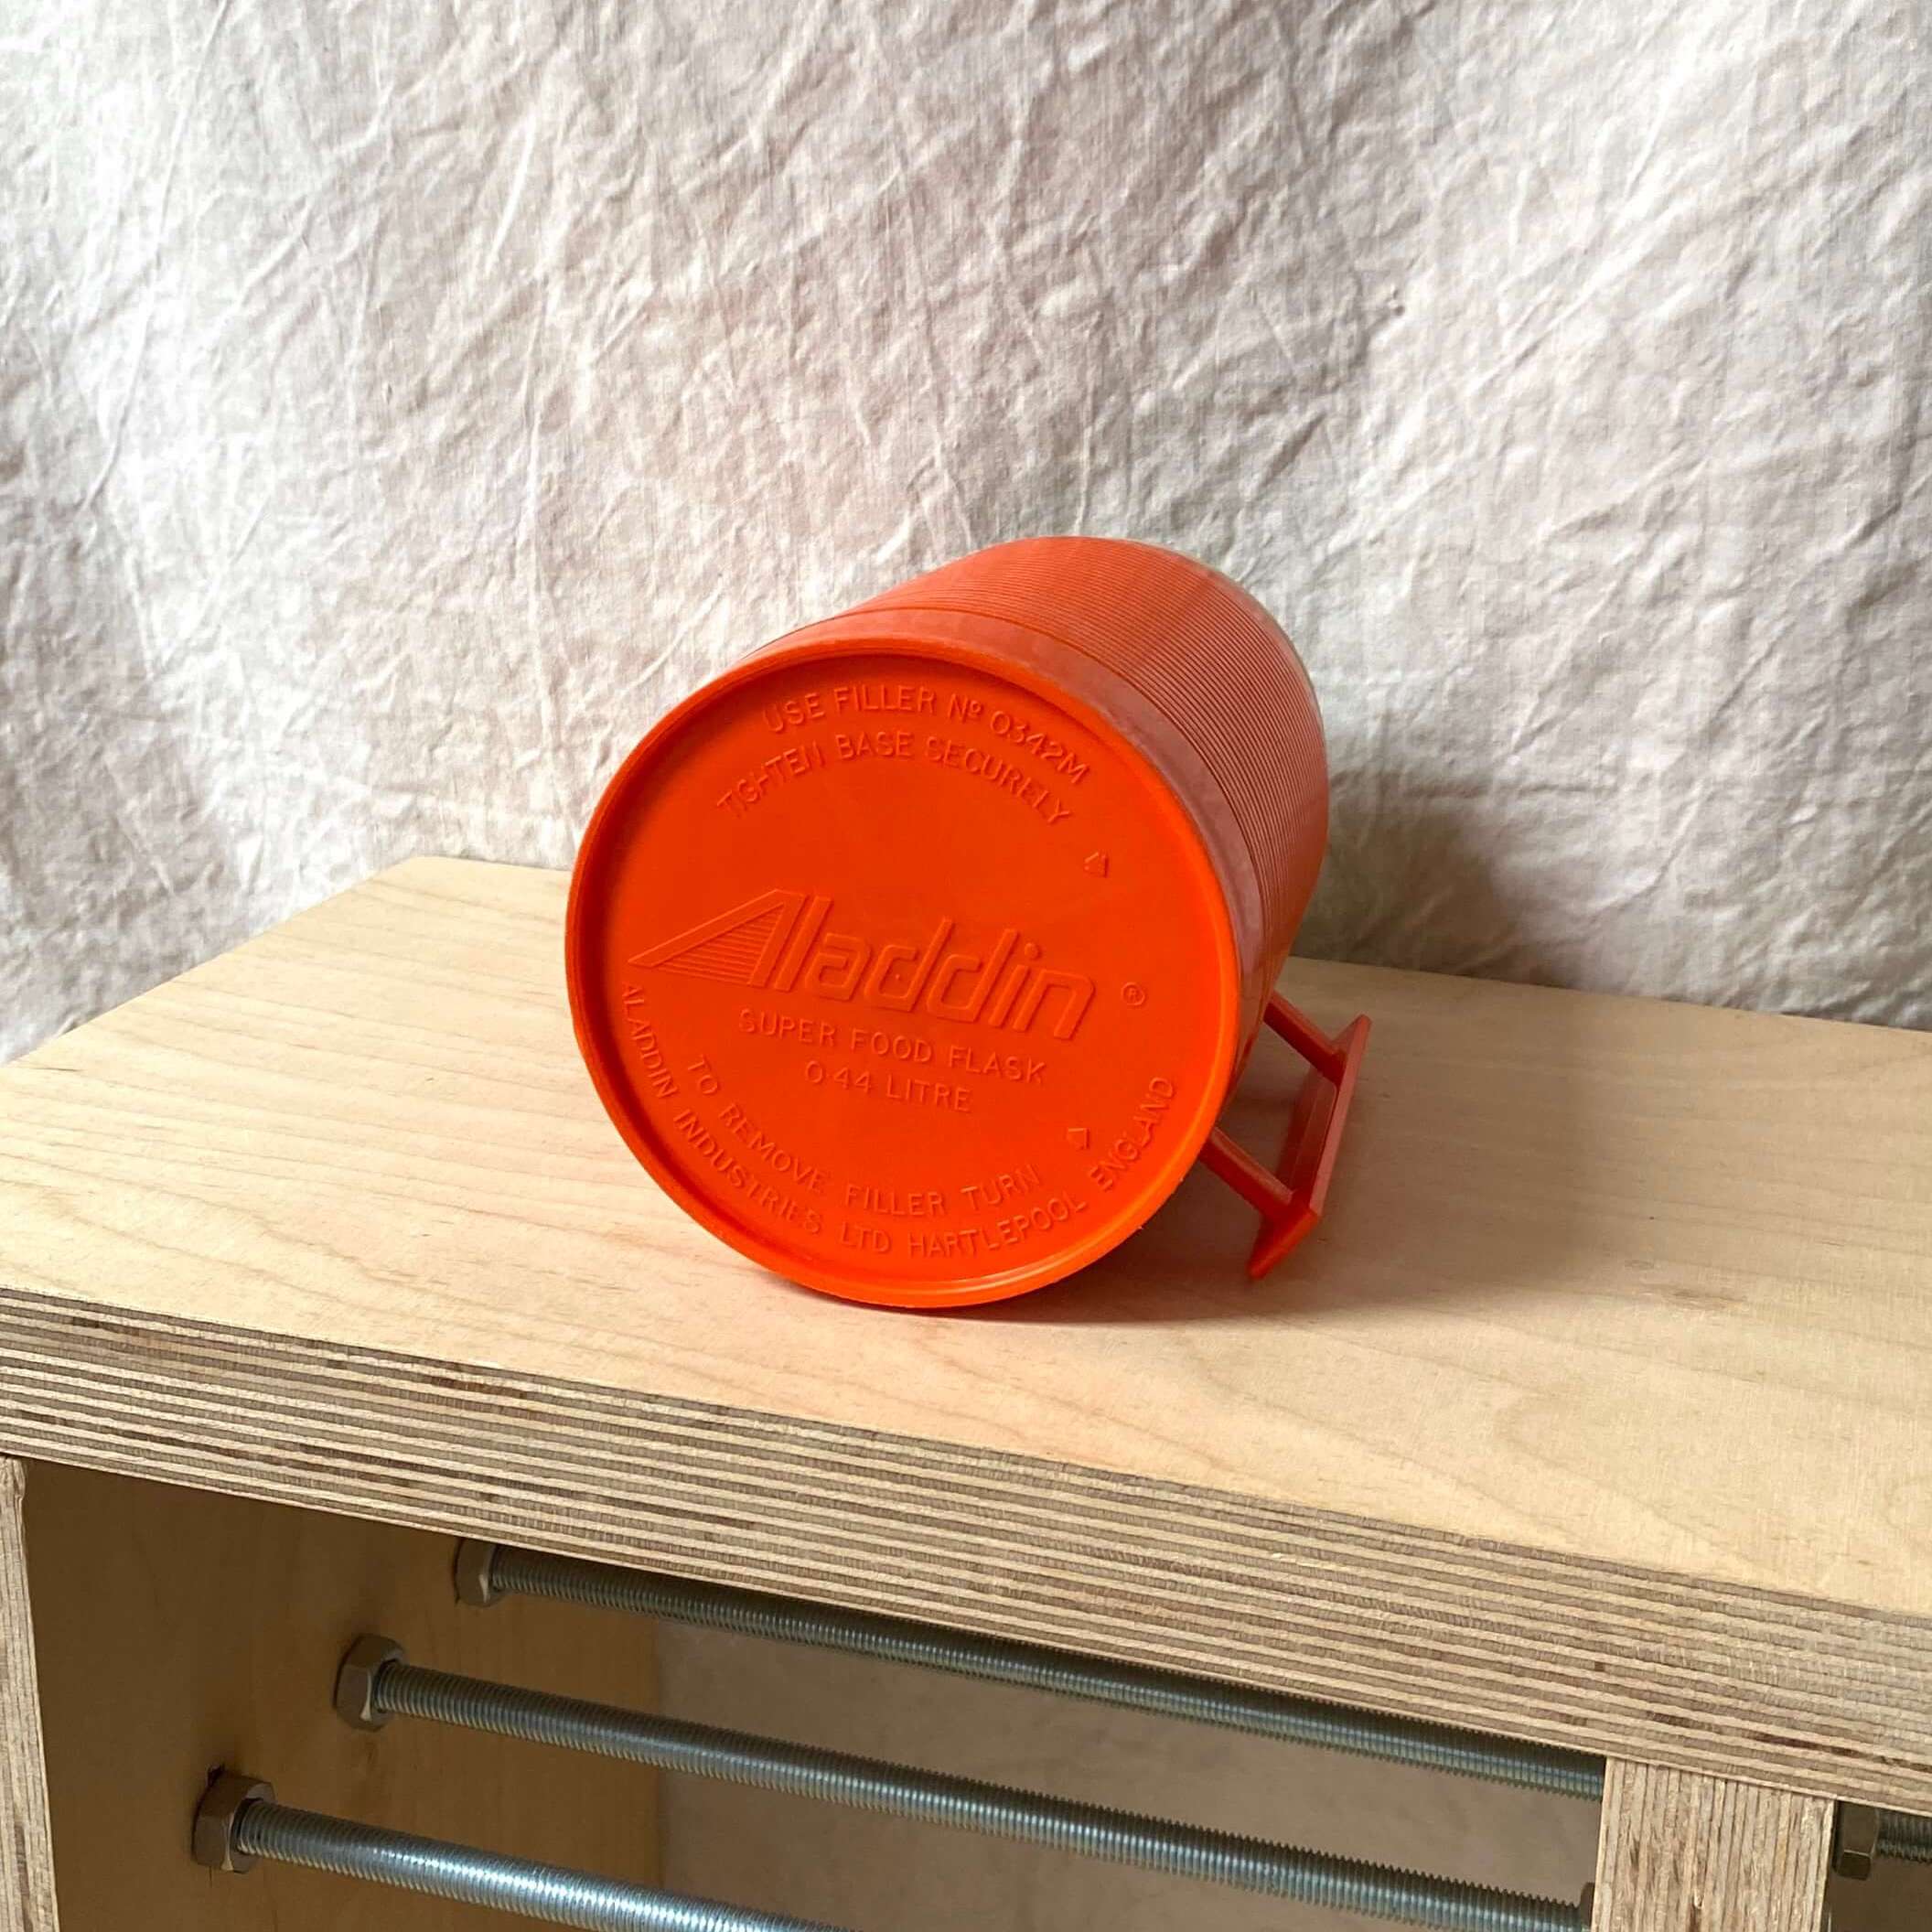 USE FILLER Nº 0342M
TIGHTEN BASE SECURELY
Aladdin ®
SUPER FOOD FLASK
0·44 LITRE
TO REMOVE FILLER TURN
ALADDIN INDUSTRIES LTD HARTLEPOOL ENGLAND